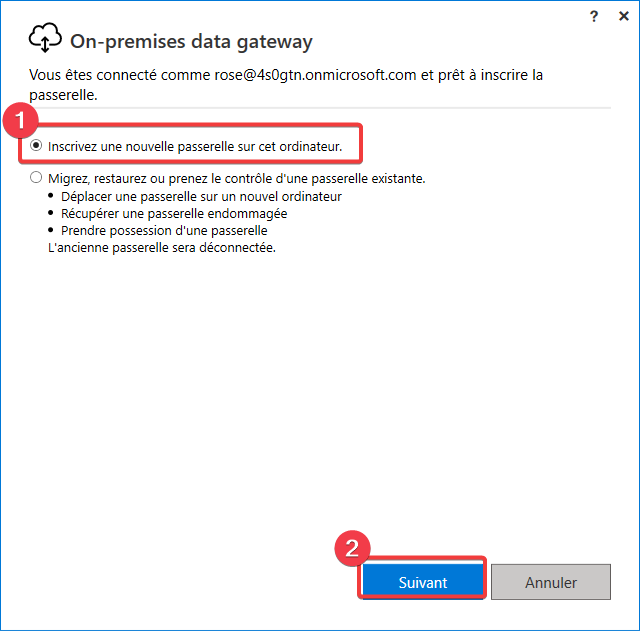 ? ×
On-premises data gateway
Vous êtes connecté comme rose@4s0gtn.onmicrosoft.com et prêt à inscrire la
passerelle.
1
Inscrivez une nouvelle passerelle sur cet ordinateur.
Migrez, restaurez ou prenez le contrôle d'une passerelle existante.
• Déplacer une passerelle sur un nouvel ordinateur
• Récupérer une passerelle endommagée
• Prendre possession d'une passerelle
L'ancienne passerelle sera déconnectée.
2
Suivant Annuler